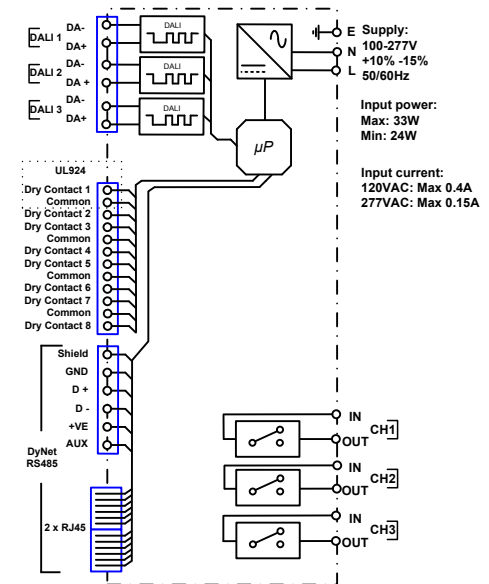 DALI 1
DA-
DA+
DALI 2
DA-
DA +
DALI 3
DA-
DA+
DALI
DALI
DALI
E
N
L
Supply:
100-277V
+10% -15%
50/60Hz
Input power:
Max: 33W
Min: 24W
Input current:
120VAC: Max 0.4A
277VAC: Max 0.15A
µP
UL924
Dry Contact 1
Common
Dry Contact 2
Dry Contact 3
Common
Dry Contact 4
Dry Contact 5
Common
Dry Contact 6
Dry Contact 7
Common
Dry Contact 8
Shield
GND
D +
D -
+VE
AUX
DyNet
RS485
2 x RJ45
IN
OUT
CH1
IN
OUT
CH2
IN
OUT
CH3